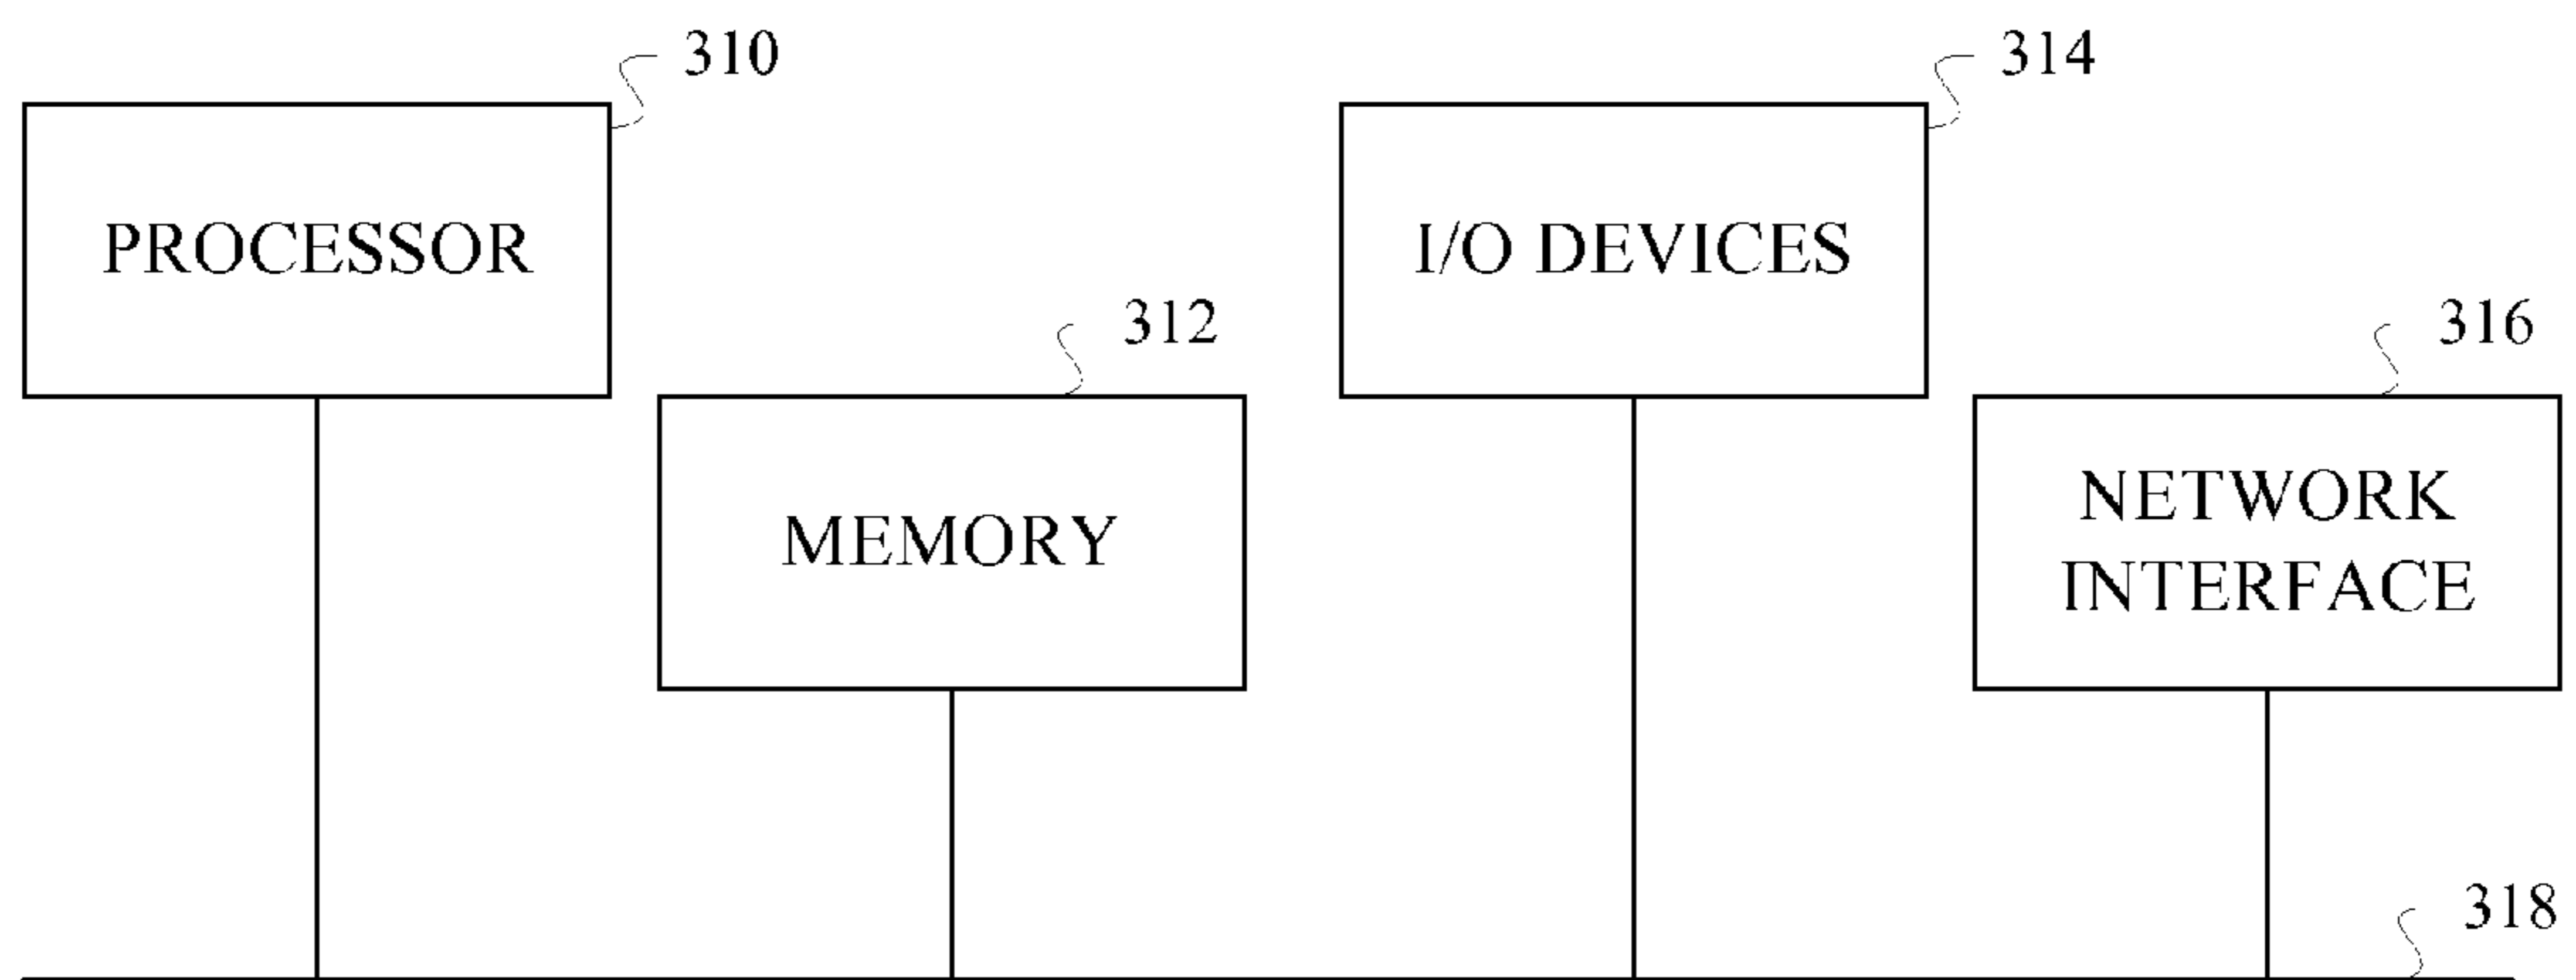 310
PROCESSOR
314
I/O DEVICES
312
MEMORY
316
NETWORK
INTERFACE
318